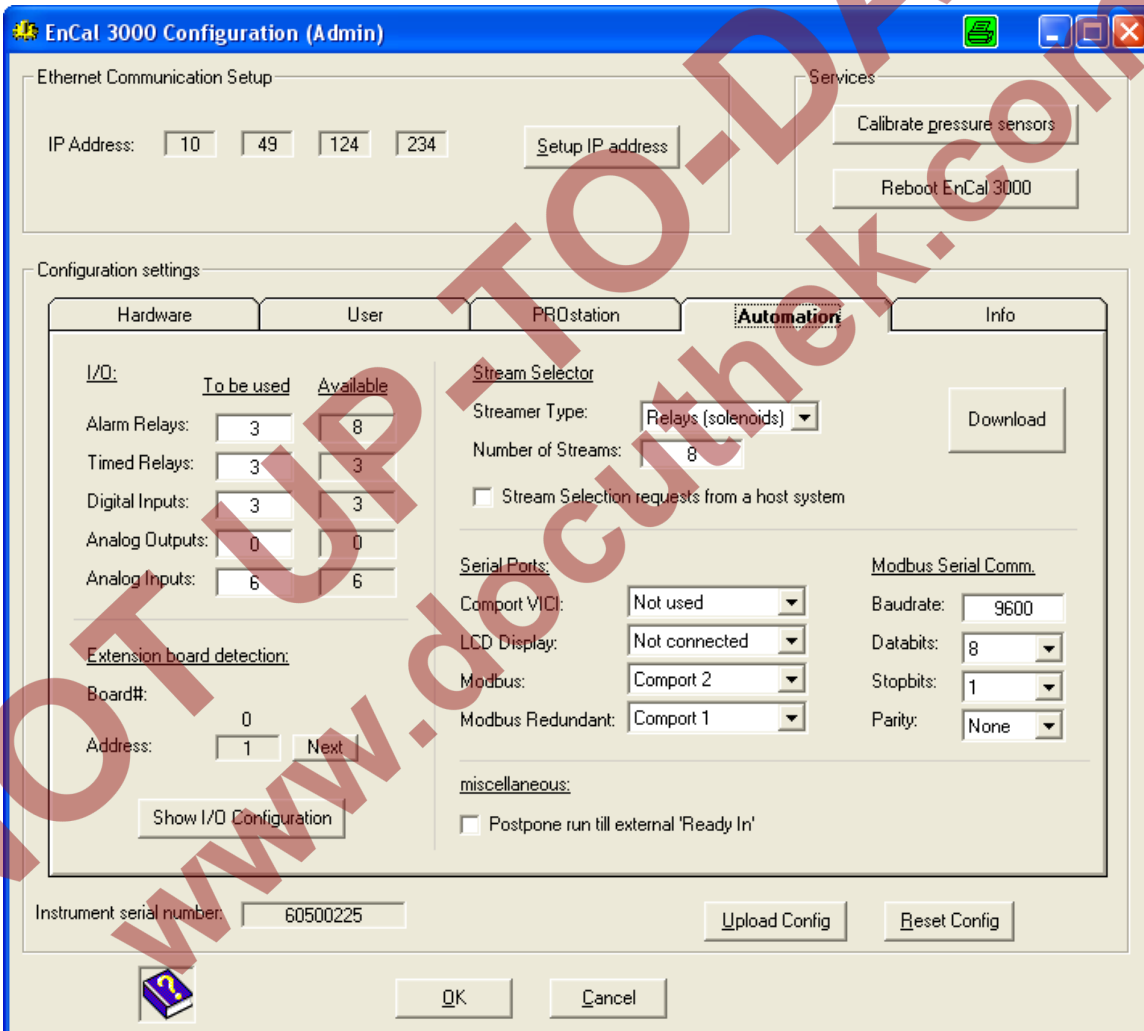 EnCal 3000 Configuration (Admin)
Ethernet Communication Setup
IP Address: 10 49 124 234
Setup IP address
Services
Calibrate pressure sensors
Reboot EnCal 3000
Configuration settings
Hardware User PROstation Automation Info
I/O: To be used Available
Alarm Relays: 3 8
Timed Relays: 3 3
Digital Inputs: 3 3
Analog Outputs: 0 0
Analog Inputs: 6 6
Extension board detection:
Board#:
0
Address: 1 Next
Show I/O Configuration
Stream Selector
Streamer Type: Relays (solenoids)
Number of Streams: 8
Stream Selection requests from a host system
Download
Serial Ports:
Comport VICI: Not used
LCD Display: Not connected
Modbus: Comport 2
Modbus Redundant: Comport 1
Modbus Serial Comm.
Baudrate: 9600
Databits: 8
Stopbits: 1
Parity: None
miscellaneous:
Postpone run till external 'Ready In'
Instrument serial number: 60500225
Upload Config
Reset Config
OK
Cancel
NOT UP-TO-DA
www.docuthek.com